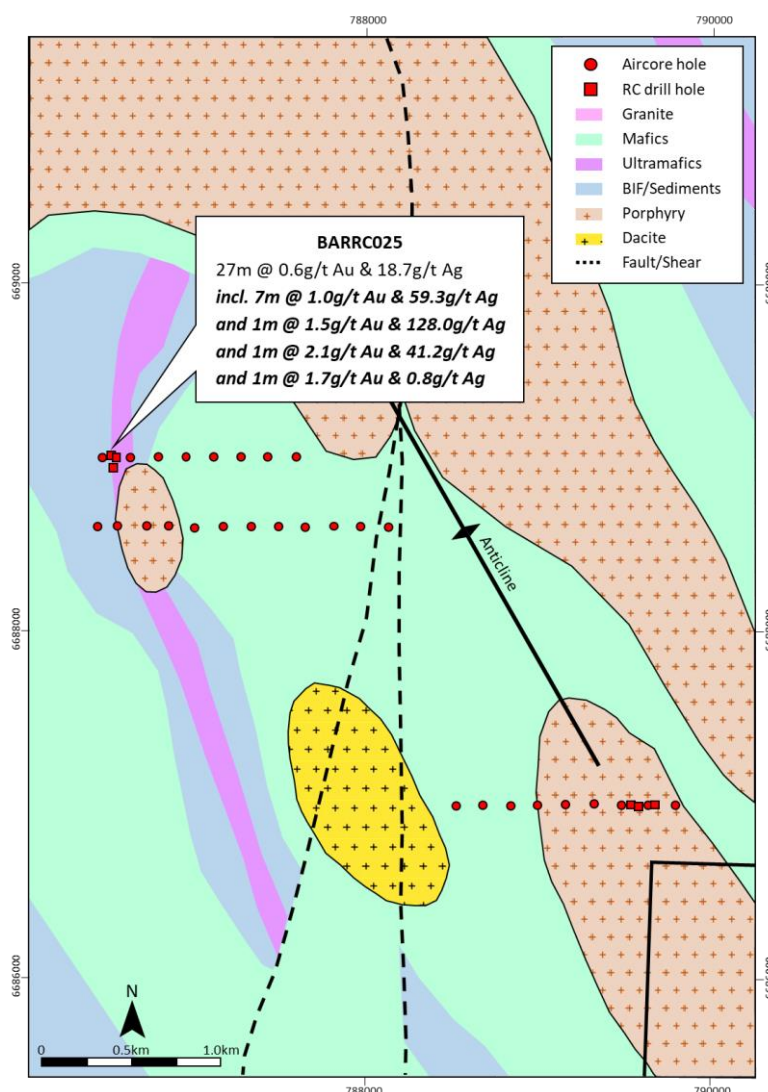 788000
790000
Aircore hole
RC drill hole
Granite
Mafics
Ultramafics
BIF/Sediments
Porphyry
Dacite
Fault/Shear
BARRC025
27m @ 0.6g/t Au & 18.7g/t Ag
incl. 7m @ 1.0g/t Au & 59.3g/t Ag
and 1m @ 1.5g/t Au & 128.0g/t Ag
and 1m @ 2.1g/t Au & 41.2g/t Ag
and 1m @ 1.7g/t Au & 0.8g/t Ag
669000
Anticline
6688000
6686000
N
0
0.5km
1.0km
788000
790000